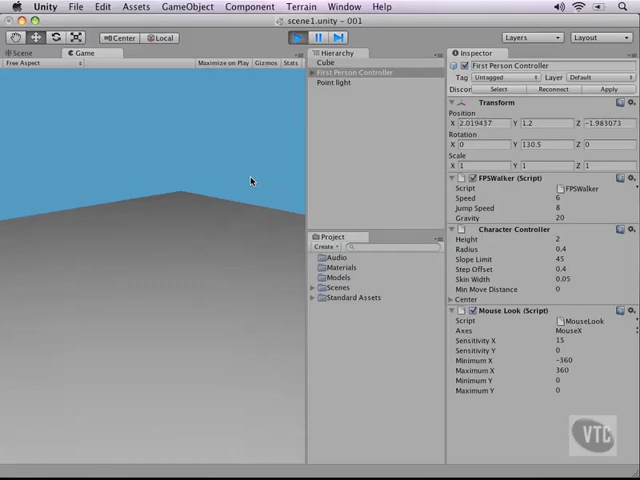 Unity File Edit Assets GameObject Component Terrain Window Help
scene1.unity - 001
Center Local Layers Layout
Scene Game
Free Aspect Maximize on Play Gizmos Stats
Hierarchy
Cube
First Person Controller
Point light
Project
Create
Audio
Materials
Models
Scenes
Standard Assets
Inspector
First Person Controller
Tag Untagged Layer Default
Discon Select Reconnect Apply
Transform
Position
X 2.019437 Y 1.2 Z -1.983073
Rotation
X 0 Y 130.5 Z 0
Scale
X 1 Y 1 Z 1
FPSWalker (Script)
Script FPSWalker
Speed 6
Jump Speed 8
Gravity 20
Character Controller
Height 2
Radius 0.4
Slope Limit 45
Step Offset 0.4
Skin Width 0.05
Min Move Distance 0
Center
Mouse Look (Script)
Script MouseLook
Axes MouseX
Sensitivity X 15
Sensitivity Y 0
Minimum X -360
Maximum X 360
Minimum Y 0
Maximum Y 0
VTC